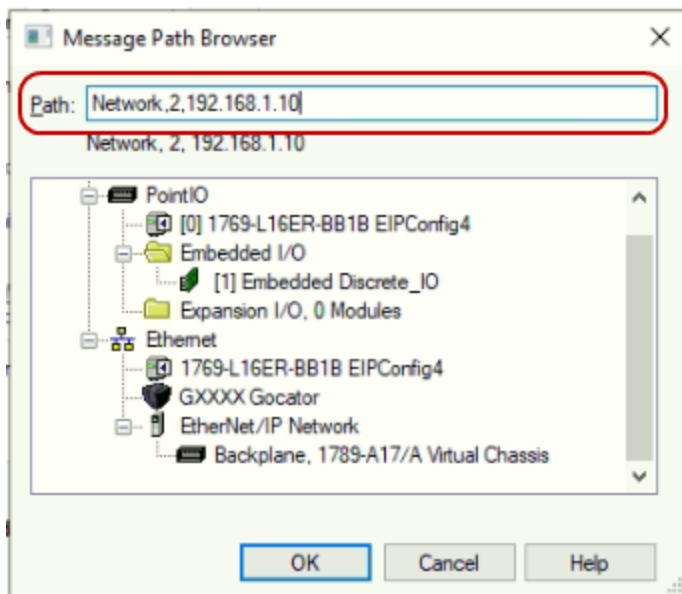 Message Path Browser
Path: Network,2,192.168.1.10
Network, 2, 192.168.1.10
PointIO
[0] 1769-L16ER-BB1B EIPConfig4
Embedded I/O
[1] Embedded Discrete_IO
Expansion I/O, 0 Modules
Ethernet
1769-L16ER-BB1B EIPConfig4
GXXXX Gocator
EtherNet/IP Network
Backplane, 1789-A17/A Virtual Chassis
OK Cancel Help